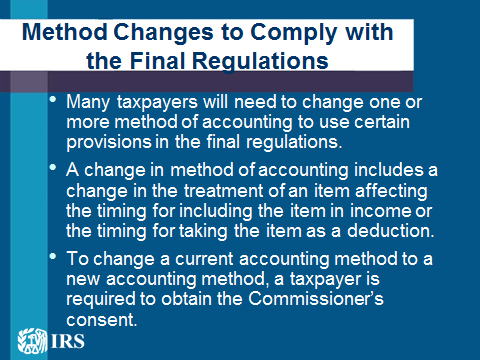 Method Changes to Comply with
the Final Regulations
• Many taxpayers will need to change one or
more method of accounting to use certain
provisions in the final regulations.
• A change in method of accounting includes a
change in the treatment of an item affecting
the timing for including the item in income or
the timing for taking the item as a deduction.
• To change a current accounting method to a
new accounting method, a taxpayer is
required to obtain the Commissioner's
consent.
IRS